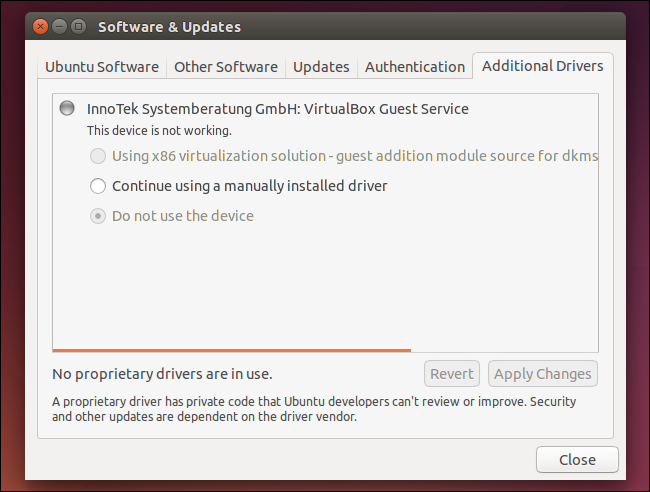 Software & Updates
Ubuntu Software
Other Software
Updates
Authentication
Additional Drivers
InnoTek Systemberatung GmbH: VirtualBox Guest Service
This device is not working.
Using x86 virtualization solution - guest addition module source for dkms
Continue using a manually installed driver
Do not use the device
No proprietary drivers are in use.
Revert
Apply Changes
A proprietary driver has private code that Ubuntu developers can't review or improve. Security
and other updates are dependent on the driver vendor.
Close